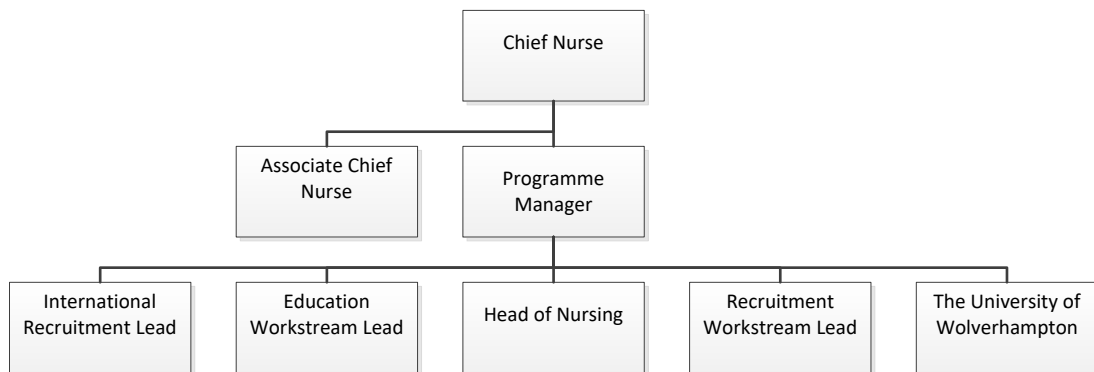 Chief Nurse
Associate Chief
Nurse
Programme
Manager
International
Recruitment Lead
Education
Workstream Lead
Head of Nursing
Recruitment
Workstream Lead
The University of
Wolverhampton